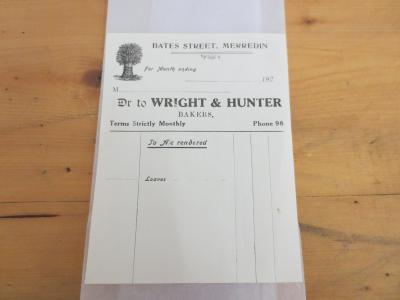 BATES STREET, MERREDIN
For Month ending
192
M
Dr to WRIGHT & HUNTER
BAKERS,
Terms Strictly Monthly Phone 98
To A/c rendered
Loaves